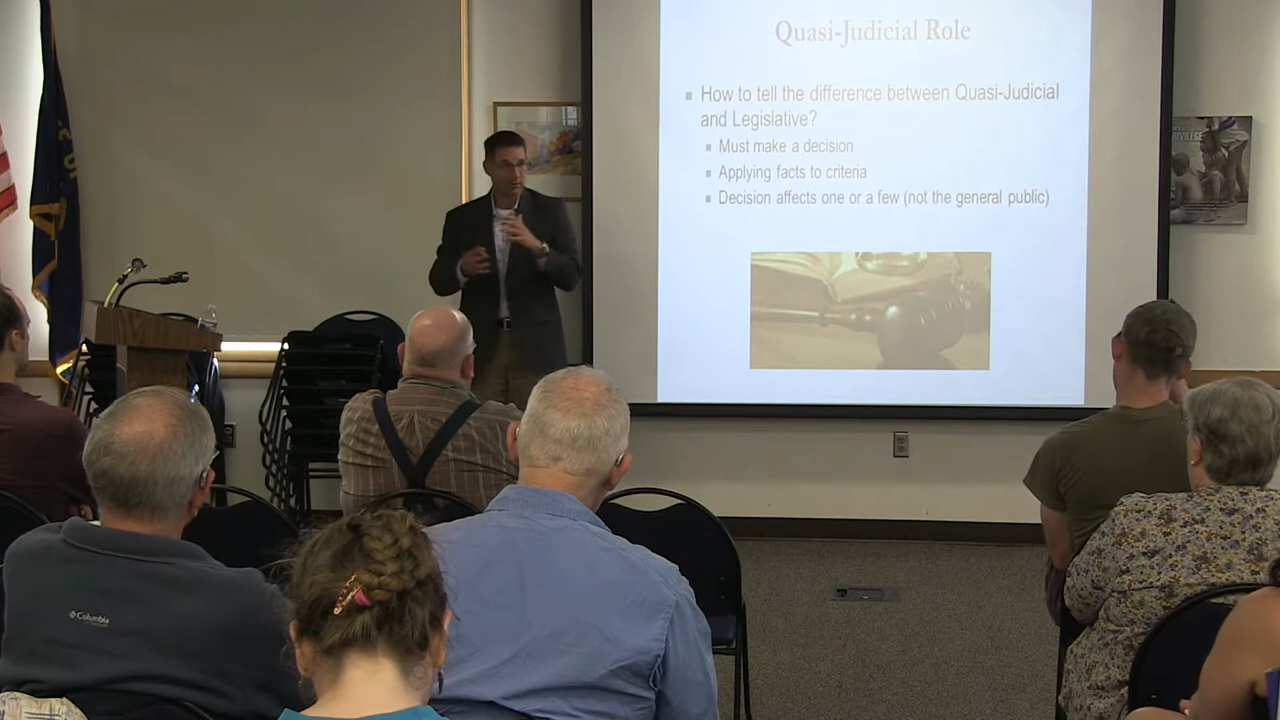 Quasi-Judicial Role
How to tell the difference between Quasi-Judicial
and Legislative?
Must make a decision
Applying facts to criteria
Decision affects one or a few (not the general public)
Columbia